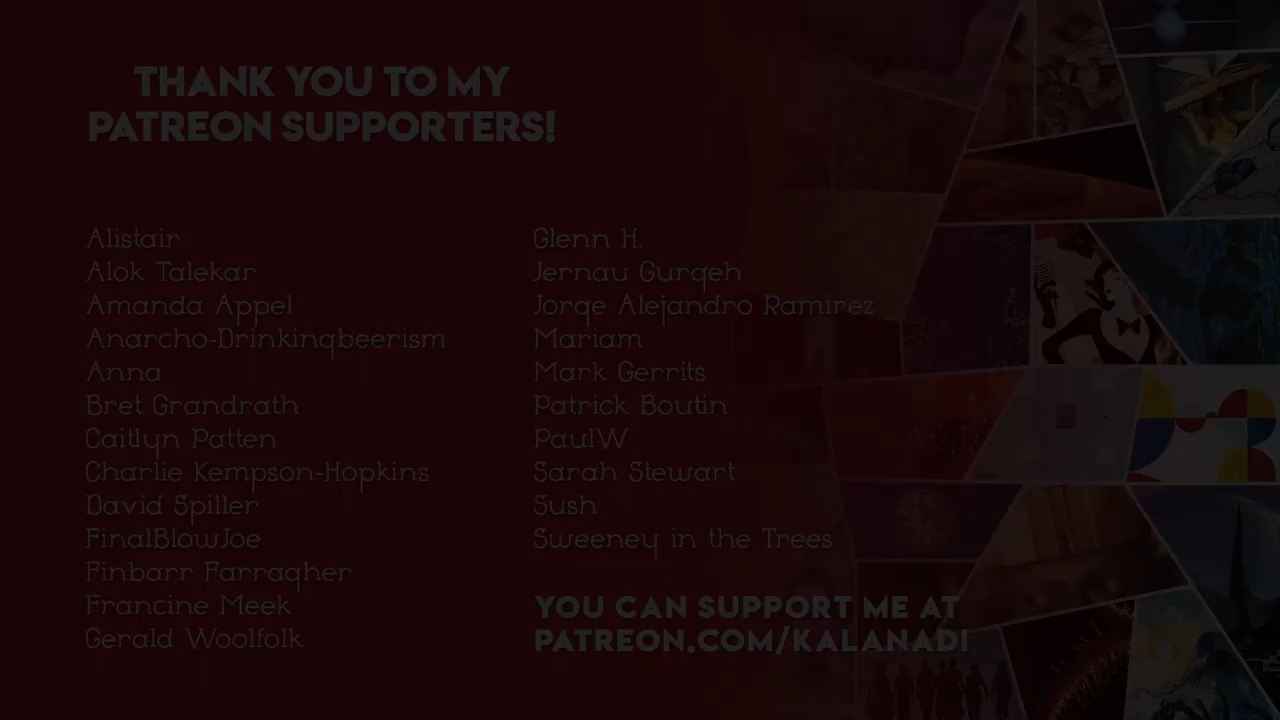 THANK YOU TO MY
PATREON SUPPORTERS!
Alistair
Alok Talekar
Amanda Appel
Anarcho-Drinkingbeerism
Anna
Bret Grandrath
Caitlyn Patten
Charlie Kempson-Hopkins
David Spiller
FinalBlowJoe
Finbarr Farragher
Francine Meek
Gerald Woolfolk
Glenn H.
Jernau Gurgeh
Jorge Alejandro Ramirez
Mariam
Mark Gerrits
Patrick Boutin
PaulW
Sarah Stewart
Sush
Sweeney in the Trees
YOU CAN SUPPORT ME AT
PATREON.COM/KALANADI